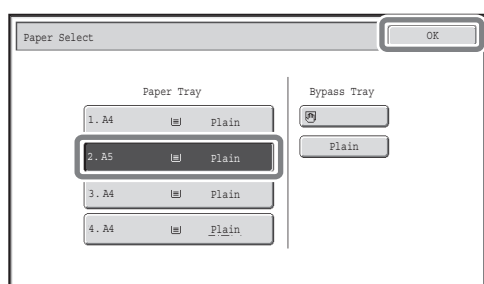 Paper Select
OK
Paper Tray
Bypass Tray
1. A4 Plain
2. A5 Plain
Plain
3. A4 Plain
4. A4 Plain